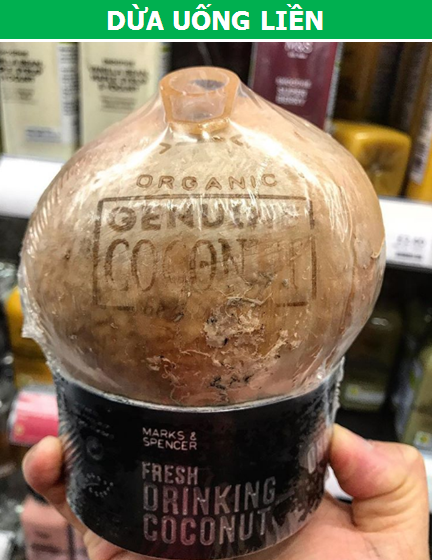 DỪA UỐNG LIỀN
ORGANIC
GENUINE
COCONUT
MARKS &
SPENCER
FRESH
DRINKING
COCONUT